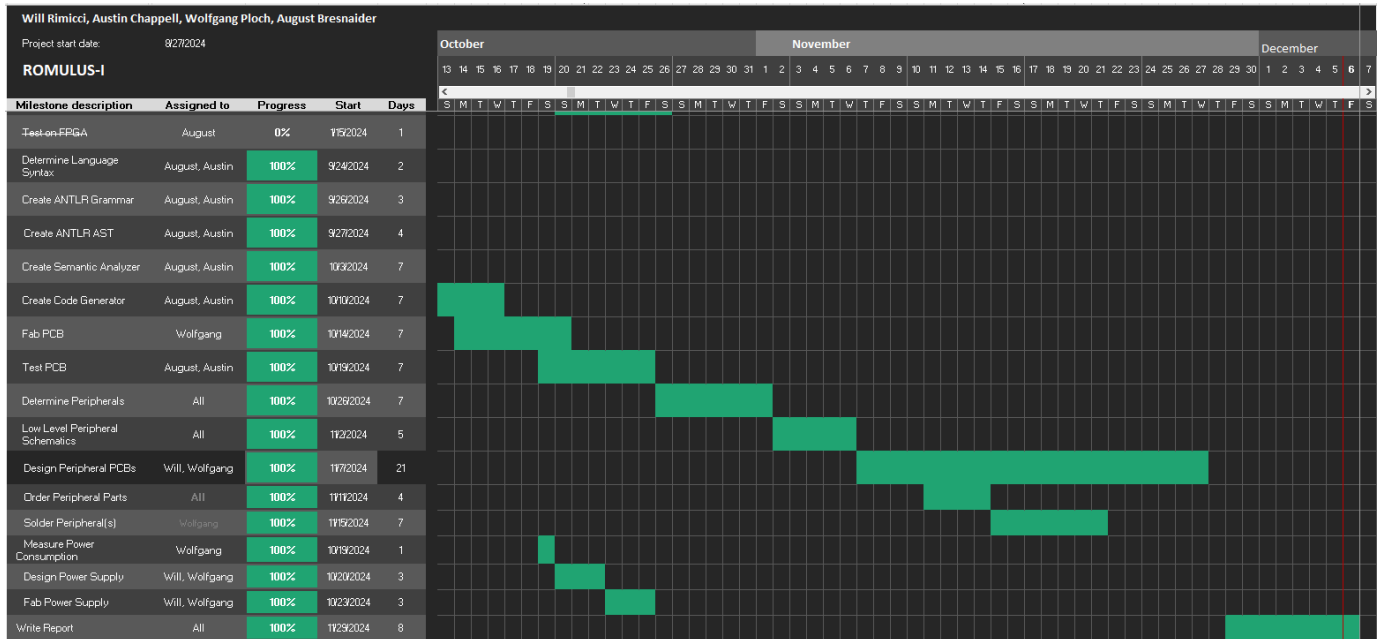 Will Rimicci, Austin Chappell, Wolfgang Ploch, August Bresnaider
Project start date: 8/27/2024
October November December
ROMULUS-I
13 14 15 16 17 18 19 20 21 22 23 24 25 26 27 28 29 30 31 1 2 3 4 5 6 7 8 9 10 11 12 13 14 15 16 17 18 19 20 21 22 23 24 25 26 27 28 29 30 1 2 3 4 5 6 7
Milestone description Assigned to Progress Start Days
S M T W T F S S M T W T F S S M T W T F S S M T W T F S S M T W T F S S M T W T F S S M T W T F S S M T W T F S
Test on FPGA August 0% 1/15/2024 1
Determine Language
Syntax August, Austin 100% 9/24/2024 2
Create ANTLR Grammar August, Austin 100% 9/26/2024 3
Create ANTLR AST August, Austin 100% 9/27/2024 4
Create Semantic Analyzer August, Austin 100% 10/3/2024 7
Create Code Generator August, Austin 100% 10/10/2024 7
Fab PCB Wolfgang 100% 10/14/2024 7
Test PCB August, Austin 100% 10/19/2024 7
Determine Peripherals All 100% 10/26/2024 7
Low Level Peripheral
Schematics All 100% 11/2/2024 5
Design Peripheral PCBs Will, Wolfgang 100% 11/7/2024 21
Order Peripheral Parts All 100% 11/11/2024 4
Solder Peripheral(s) Wolfgang 100% 11/15/2024 7
Measure Power
Consumption Wolfgang 100% 10/19/2024 1
Design Power Supply Will, Wolfgang 100% 10/20/2024 3
Fab Power Supply Will, Wolfgang 100% 10/23/2024 3
Write Report All 100% 11/29/2024 8